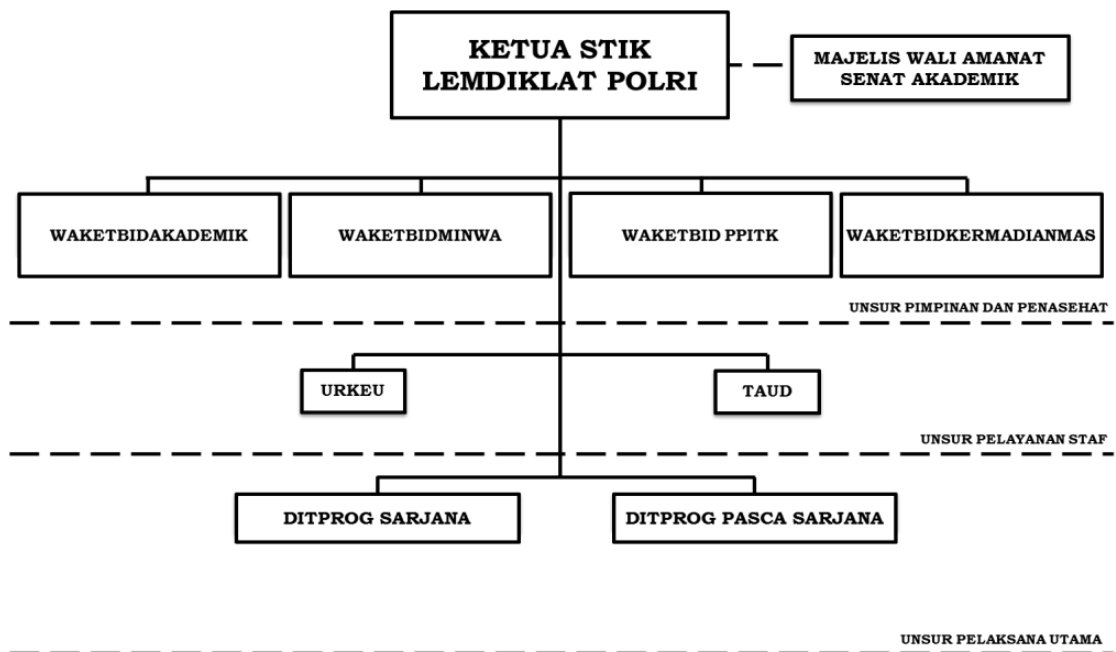 KETUA STIK
LEMDIKLAT POLRI
MAJELIS WALI AMANAT
SENAT AKADEMIK
WAKETBIDAKADEMIK
WAKETBIDMINWA
WAKETBID PPITK
WAKETBIDKERMADIANMAS
UNSUR PIMPINAN DAN PENASEHAT
URKEU
TAUD
UNSUR PELAYANAN STAF
DITPROG SARJANA
DITPROG PASCA SARJANA
UNSUR PELAKSANA UTAMA